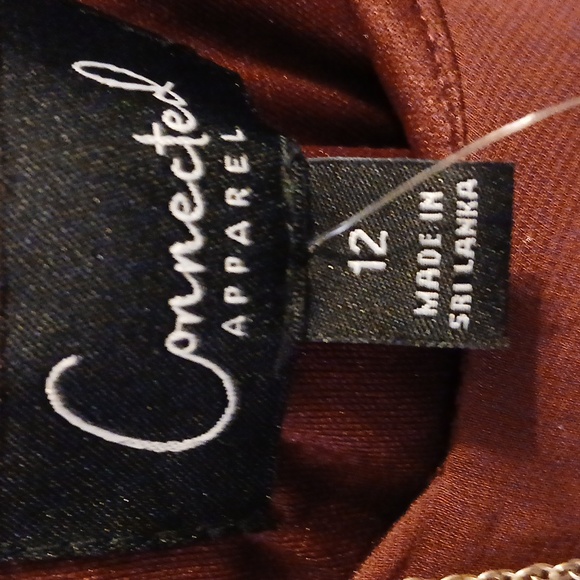 Connected
APPAREL
12
MADE IN
SRI LANKA